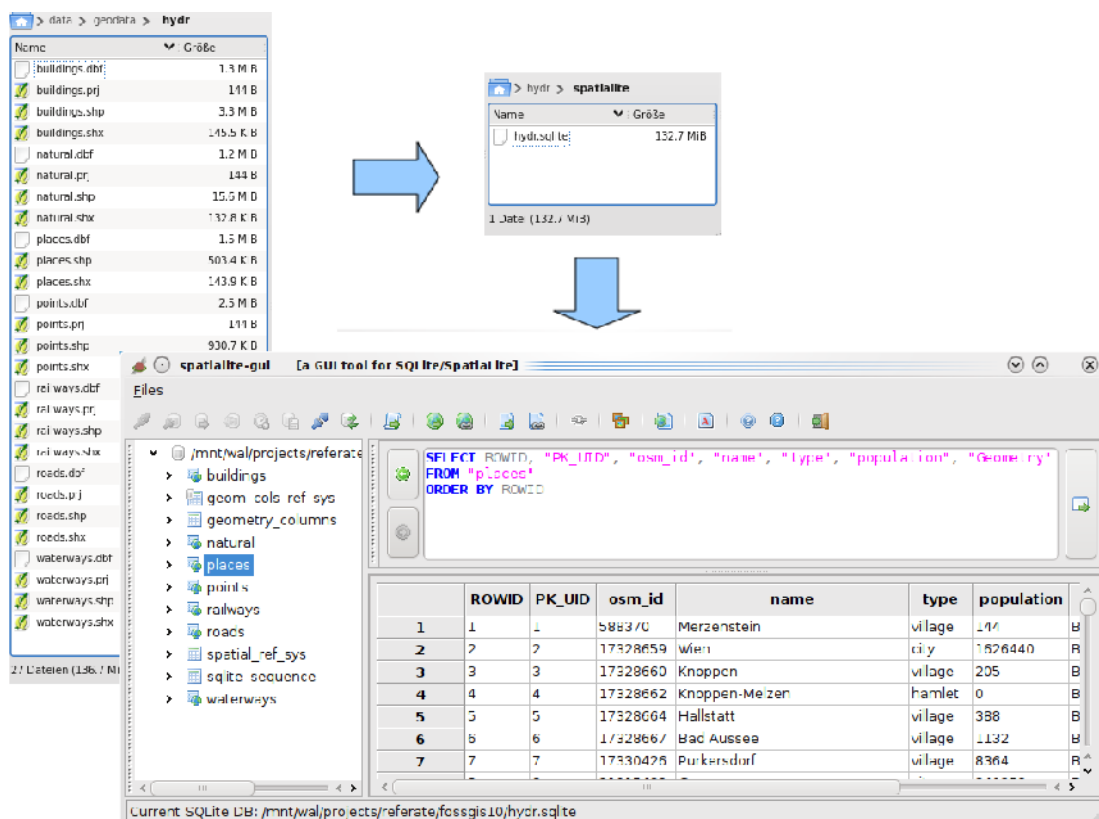 > data > geodata > hydr
Name Größe
buildings.dbf 1.3 MiB
buildings.prj 144 B
buildings.shp 3.3 MiB
buildings.shx 145.5 KiB
natural.dbf 1.2 MiB
natural.prj 144 B
natural.shp 15.5 MiB
natural.shx 132.8 KiB
places.dbf 1.5 MiB
places.shp 503.4 KiB
places.shx 143.9 KiB
points.dbf 2.5 MiB
points.prj 144 B
points.shp 930.7 KiB
points.shx
railways.dbf
railways.prj
railways.shp
railways.shx
roads.dbf
roads.prj
roads.shp
roads.shx
waterways.dbf
waterways.prj
waterways.shp
waterways.shx
27 Dateien (136.7 Mi
> hydr > spatialite
Name Größe
hydr.sqlite 132.7 MiB
1 Datei (132.7 MiB)
spatialite-gui [a GUI tool for SQLite/SpatiaLite]
Files
/mnt/wal/projects/referate
buildings
geom_cols_ref_sys
geometry_columns
natural
places
points
railways
roads
spatial_ref_sys
sqlite_sequence
waterways
SELECT ROWID, "PK_UID", "osm_id", "name", "type", "population", "Geometry"
FROM "places"
ORDER BY ROWID
ROWID PK_UID osm_id name type population
1 1 1 588370 Merzenstein village 144 B
2 2 2 17328659 Wien city 1626440 B
3 3 3 17328660 Knoppen village 205 B
4 4 4 17328662 Knoppen-Melzen hamlet 0 B
5 5 5 17328664 Hallstatt village 388 B
6 6 6 17328667 Bad Aussee village 1132 B
7 7 7 17330426 Purkersdorf village 8364 B
Current SQLite DB: /mnt/wal/projects/referate/fossgis10/hydr.sqlite